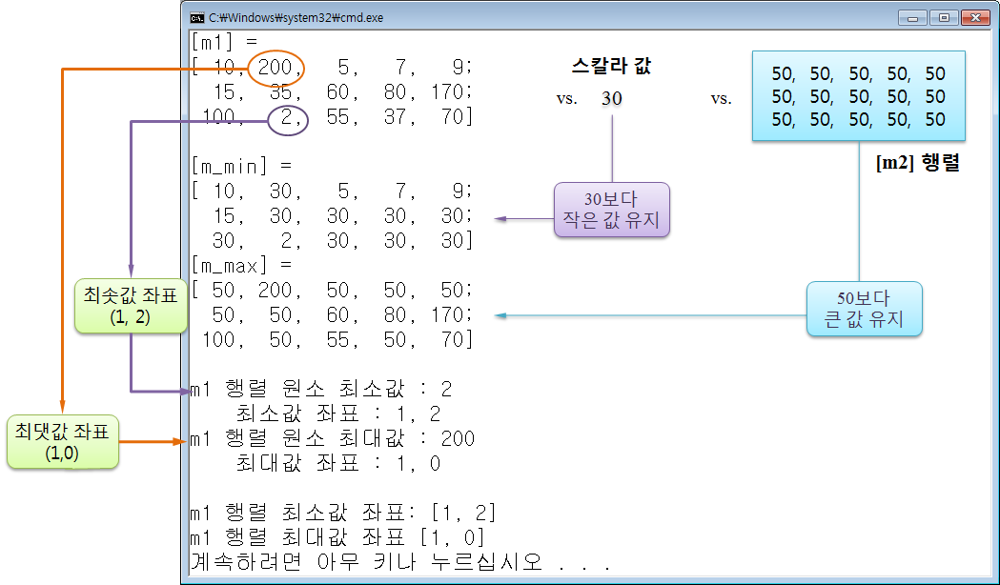 C:\Windows\system32\cmd.exe
[m1] =
[ 10, 200, 5, 7, 9;
15, 35, 60, 80, 170;
100, 2, 55, 37, 70]
스칼라 값
vs. 30
vs.
50, 50, 50, 50, 50
50, 50, 50, 50, 50
50, 50, 50, 50, 50
[m2] 행렬
[m_min] =
[ 10, 30, 5, 7, 9;
15, 30, 30, 30, 30;
30, 2, 30, 30, 30]
30보다
작은 값 유지
[m_max] =
[ 50, 200, 50, 50, 50;
50, 50, 60, 80, 170;
100, 50, 55, 50, 70]
50보다
큰 값 유지
최솟값 좌표
(1, 2)
m1 행렬 원소 최소값 : 2
최소값 좌표 : 1, 2
최댓값 좌표
(1,0)
m1 행렬 원소 최대값 : 200
최대값 좌표 : 1, 0
m1 행렬 최소값 좌표: [1, 2]
m1 행렬 최대값 좌표 [1, 0]
계속하려면 아무 키나 누르십시오 . . .